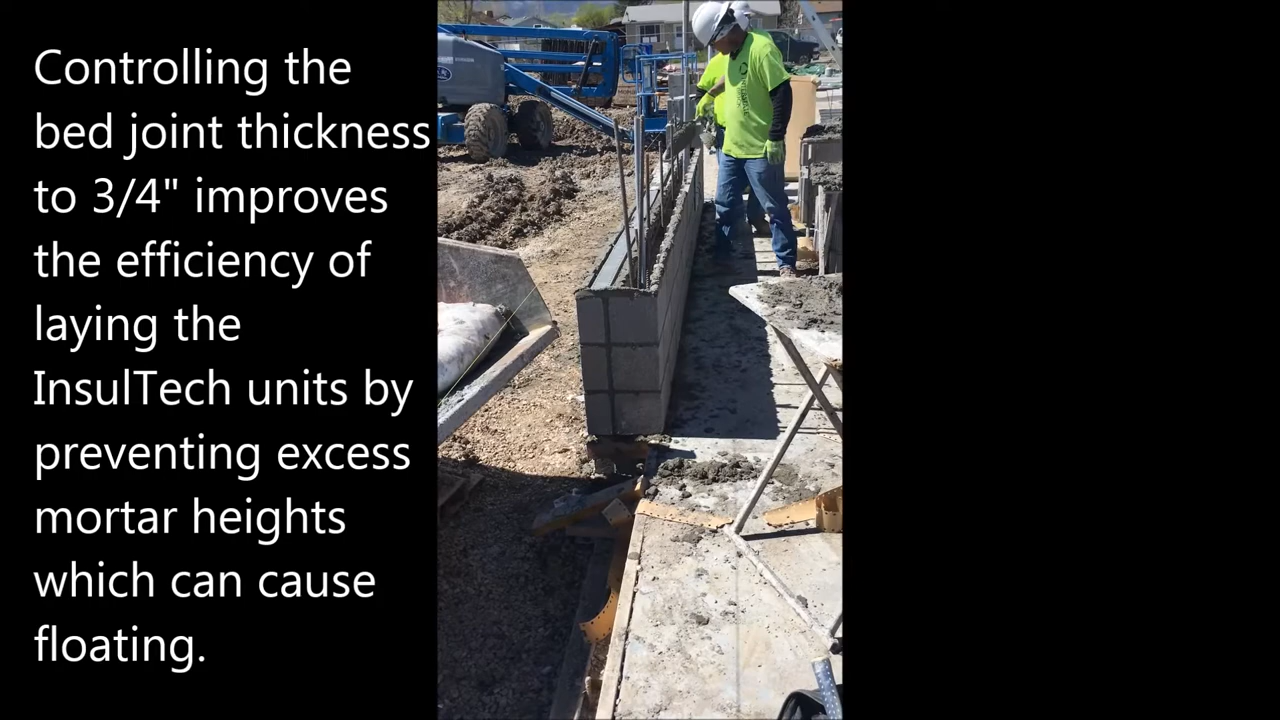 Controlling the
bed joint thickness
to 3/4" improves
the efficiency of
laying the
InsulTech units by
preventing excess
mortar heights
which can cause
floating.